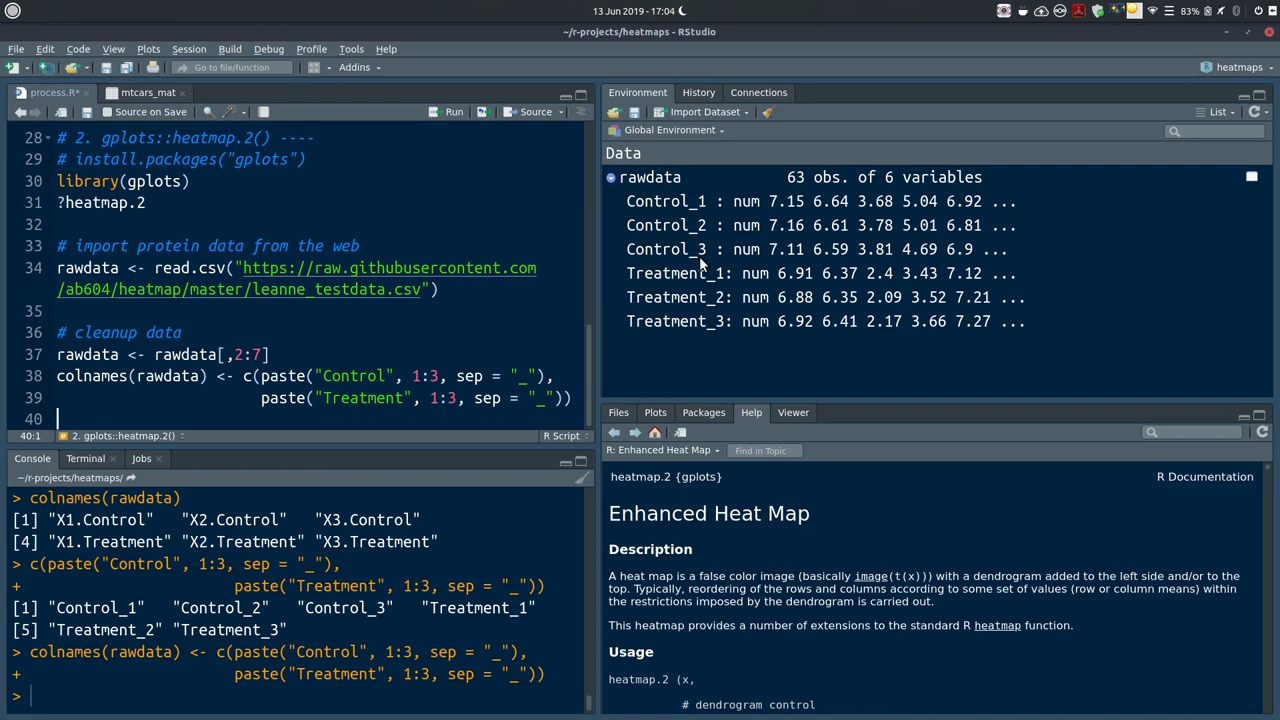 13 Jun 2019 - 17:04
83%
~/r-projects/heatmaps - RStudio
File Edit Code View Plots Session Build Debug Profile Tools Help
Go to file/function
Addins
heatmaps
process.R* mtcars_mat
Source on Save Run Source
28 # 2. gplots::heatmap.2() ----
29 # install.packages("gplots")
30 library(gplots)
31 ?heatmap.2
32
33 # import protein data from the web
34 rawdata <- read.csv("https://raw.githubusercontent.com
/ab604/heatmap/master/leanne_testdata.csv")
35
36 # cleanup data
37 rawdata <- rawdata[,2:7]
38 colnames(rawdata) <- c(paste("Control", 1:3, sep = "_"),
39 paste("Treatment", 1:3, sep = "_"))
40
40:1 2. gplots::heatmap.2() R Script
Console Terminal Jobs
~/r-projects/heatmaps/
> colnames(rawdata)
[1] "X1.Control" "X2.Control" "X3.Control"
[4] "X1.Treatment" "X2.Treatment" "X3.Treatment"
> c(paste("Control", 1:3, sep = "_"),
+ paste("Treatment", 1:3, sep = "_"))
[1] "Control_1" "Control_2" "Control_3" "Treatment_1"
[5] "Treatment_2" "Treatment_3"
> colnames(rawdata) <- c(paste("Control", 1:3, sep = "_"),
+ paste("Treatment", 1:3, sep = "_"))
>
Environment History Connections
Import Dataset List
Global Environment
Data
rawdata 63 obs. of 6 variables
Control_1 : num 7.15 6.64 3.68 5.04 6.92 ...
Control_2 : num 7.16 6.61 3.78 5.01 6.81 ...
Control_3 : num 7.11 6.59 3.81 4.69 6.9 ...
Treatment_1: num 6.91 6.37 2.4 3.43 7.12 ...
Treatment_2: num 6.88 6.35 2.09 3.52 7.21 ...
Treatment_3: num 6.92 6.41 2.17 3.66 7.27 ...
Files Plots Packages Help Viewer
R: Enhanced Heat Map Find in Topic
heatmap.2 {gplots} R Documentation
Enhanced Heat Map
Description
A heat map is a false color image (basically image(t(x))) with a dendrogram added to the left side and/or to the
top. Typically, reordering of the rows and columns according to some set of values (row or column means) within
the restrictions imposed by the dendrogram is carried out.
This heatmap provides a number of extensions to the standard R heatmap function.
Usage
heatmap.2 (x,
# dendrogram control